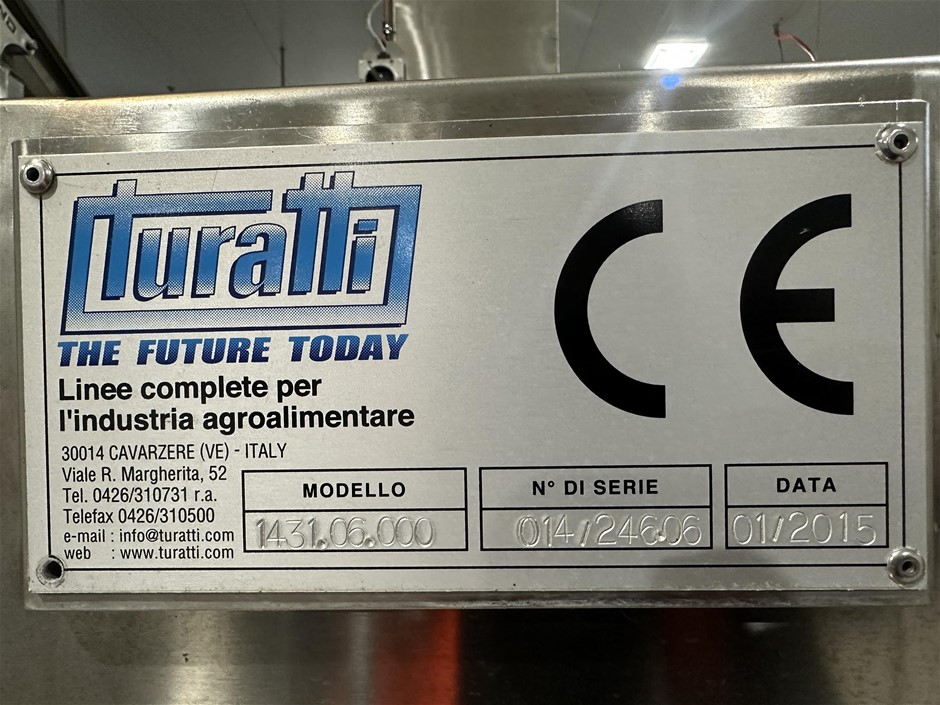 turatti
THE FUTURE TODAY
Linee complete per
l'industria agroalimentare
30014 CAVARZERE (VE) - ITALY
Viale R. Margherita, 52
Tel. 0426/310731 r.a.
Telefax 0426/310500
e-mail : info@turatti.com
web : www.turatti.com
CE
MODELLO
1431.06.000
N° DI SERIE
014/24606
DATA
01/2015